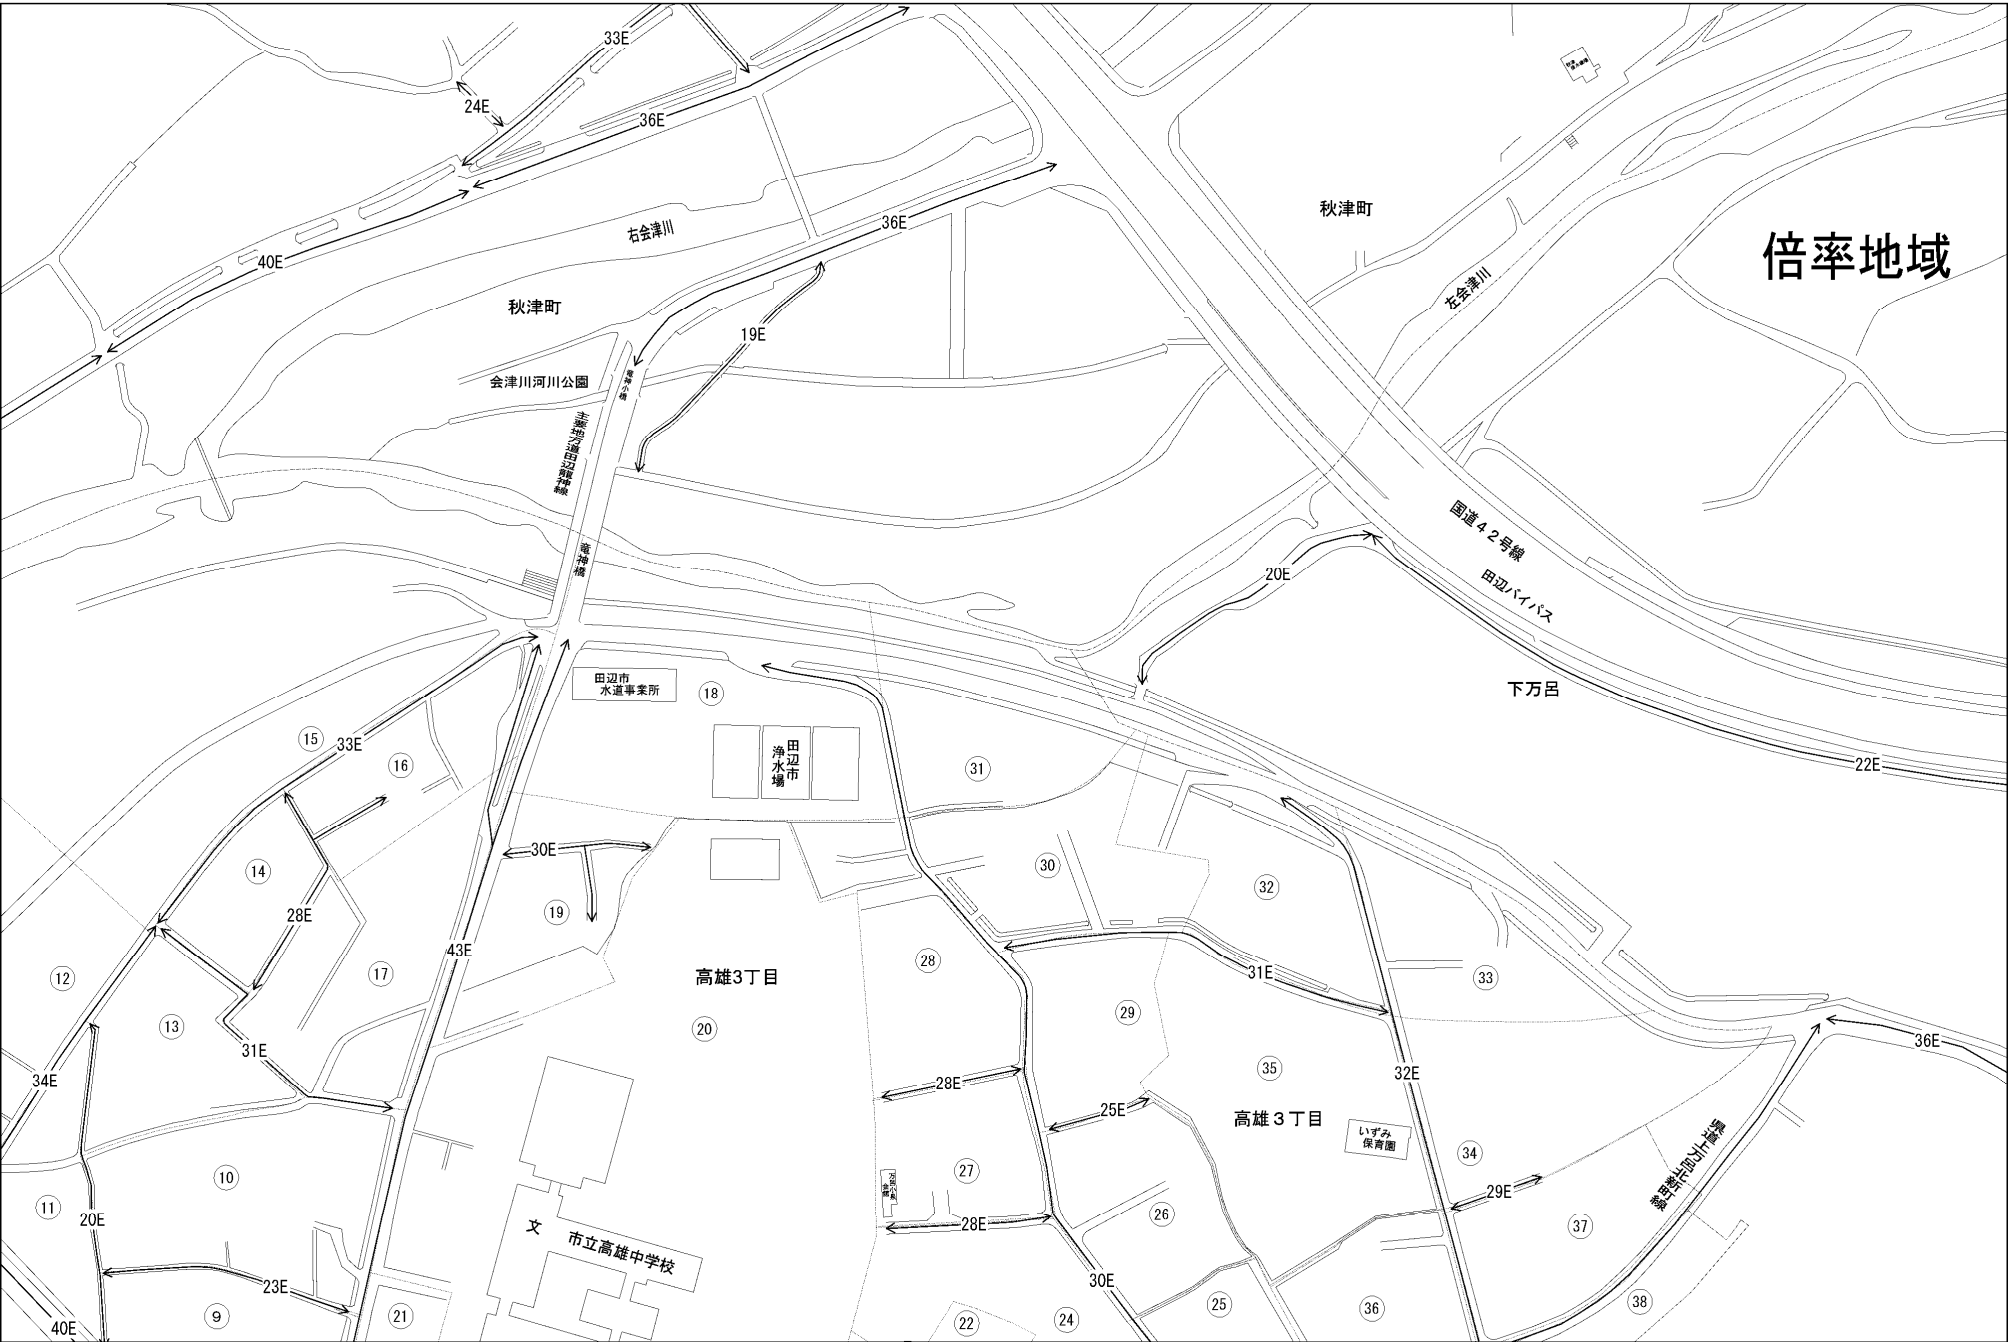 33E
24E
36E
40E
右会津川
秋津町
36E
19E
会津川河川公園
竜神小橋
主要地方道田辺龍神線
竜神橋
秋津町
倍率地域
左会津川
国道42号線
田辺バイパス
20E
下万呂
22E
田辺市
水道事業所
18
田辺市
浄水場
15
33E
16
31
14
28E
30E
19
30
32
12
43E
17
13
31E
34E
高雄3丁目
20
28
29
31E
33
36E
35
32E
28E
25E
高雄3丁目
いずみ
保育園
34
県道上万呂北新町線
10
11
20E
27
28E
26
29E
37
文
市立高雄中学校
23E
9
21
40E
30E
22
24
25
36
38